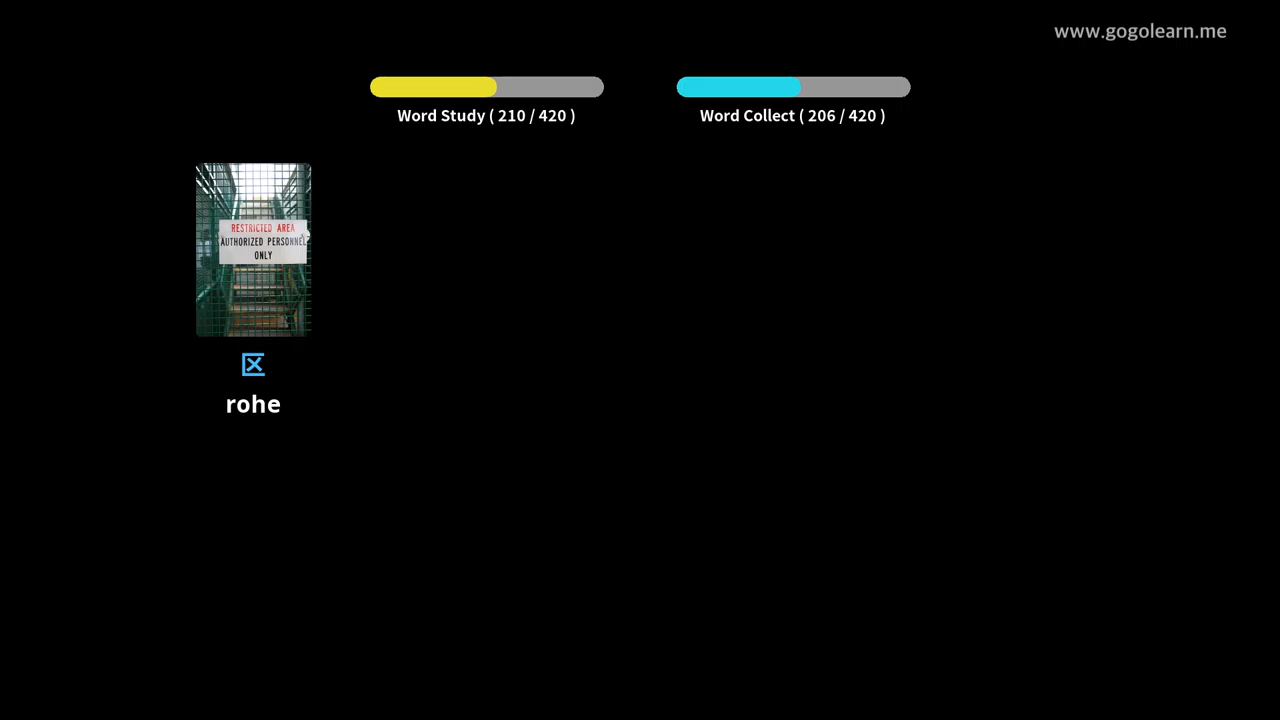 www.gogolearn.me
Word Study ( 210 / 420 )
Word Collect ( 206 / 420 )
RESTRICTED AREA
AUTHORIZED PERSONNEL
ONLY
区
rohe